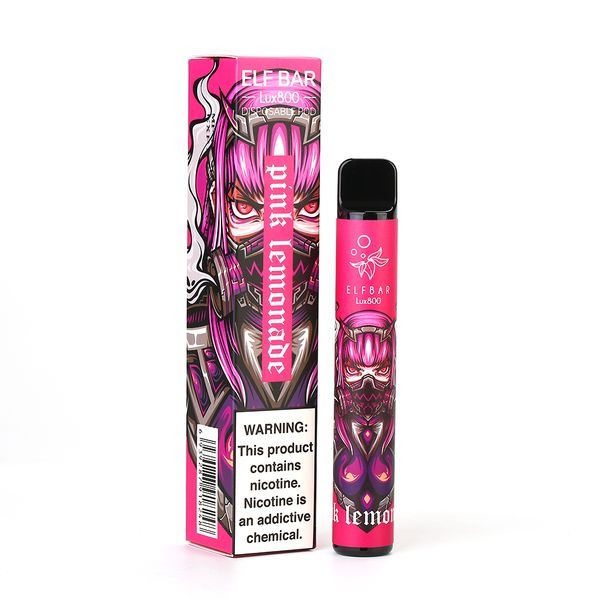 ELF BAR
Lux800
DISPOSABLE POD
pink lemonade
WARNING:
This product
contains
nicotine.
Nicotine is
an addictive
chemical.
ELFBAR
Lux800
k lemon